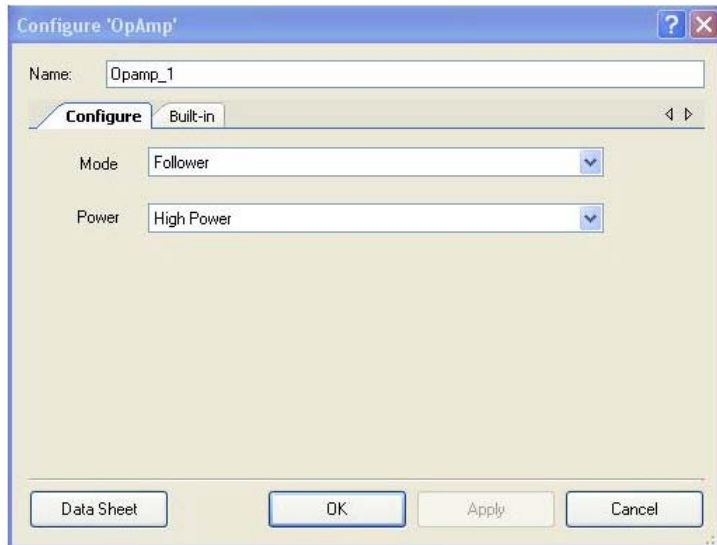 Configure 'OpAmp'
Name: Opamp_1
Configure Built-in
Mode Follower
Power High Power
Data Sheet OK Apply Cancel